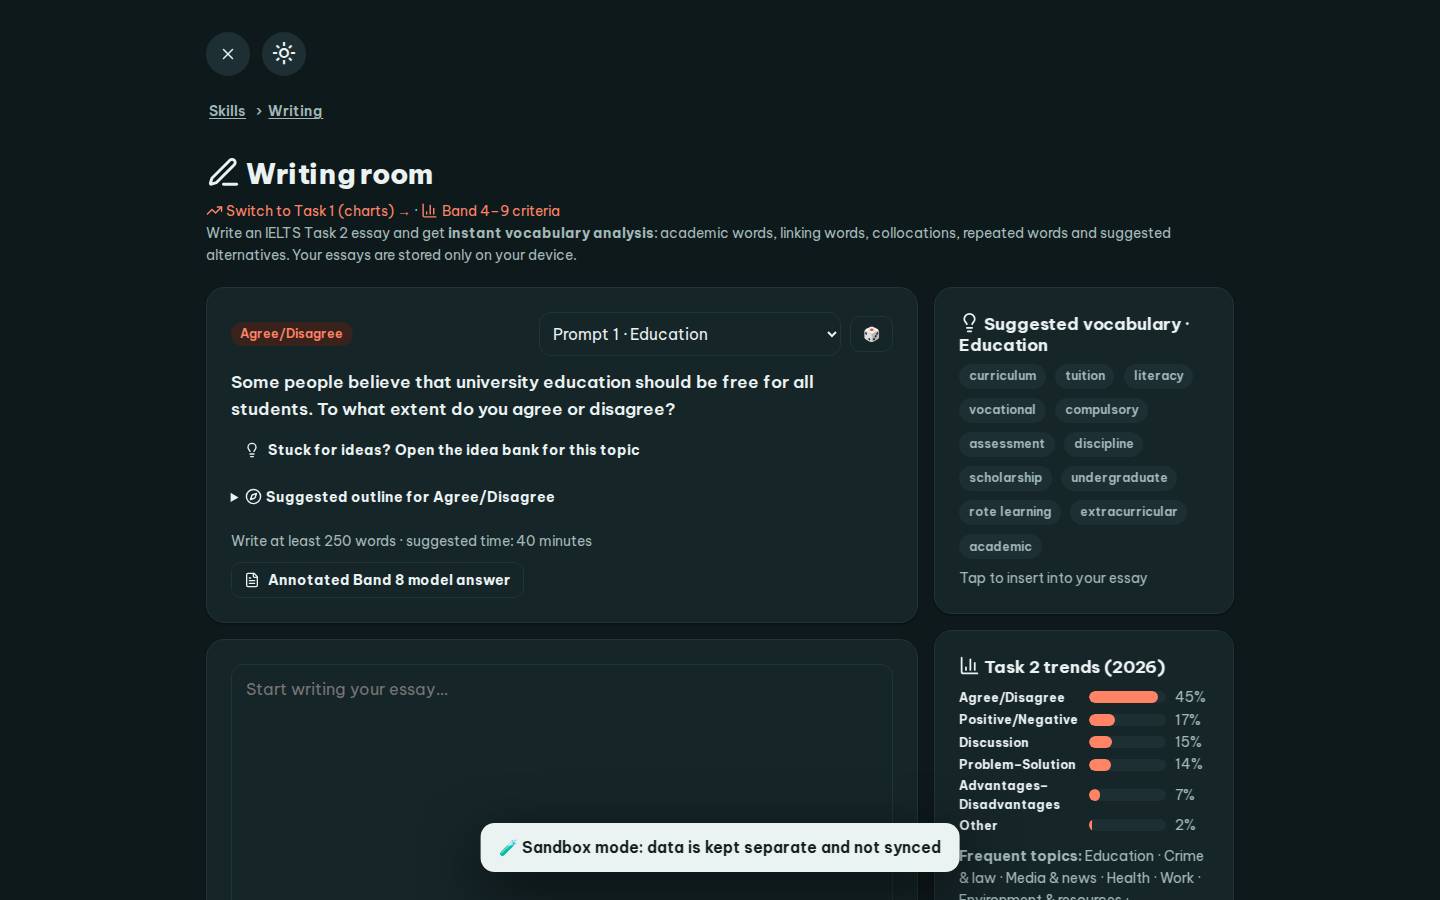 Skills › Writing
Writing room
Switch to Task 1 (charts) → · Band 4–9 criteria
Write an IELTS Task 2 essay and get instant vocabulary analysis: academic words, linking words, collocations, repeated words and suggested
alternatives. Your essays are stored only on your device.
Agree/Disagree
Prompt 1 · Education
Some people believe that university education should be free for all
students. To what extent do you agree or disagree?
Stuck for ideas? Open the idea bank for this topic
Suggested outline for Agree/Disagree
Write at least 250 words · suggested time: 40 minutes
Annotated Band 8 model answer
Start writing your essay...
Suggested vocabulary ·
Education
curriculum tuition literacy
vocational compulsory
assessment discipline
scholarship undergraduate
rote learning extracurricular
academic
Tap to insert into your essay
Task 2 trends (2026)
Agree/Disagree 45%
Positive/Negative 17%
Discussion 15%
Problem–Solution 14%
Advantages–
Disadvantages 7%
Other 2%
Frequent topics: Education · Crime
& law · Media & news · Health · Work ·
Environment & resources ·
Sandbox mode: data is kept separate and not synced